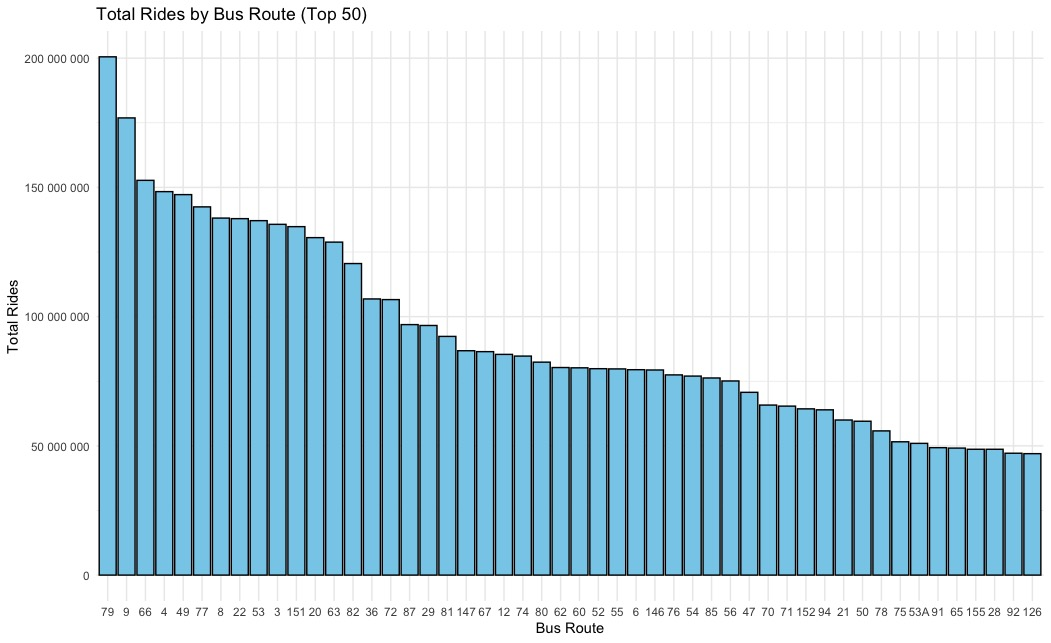 Total Rides by Bus Route (Top 50)
200 000 000
150 000 000
100 000 000
50 000 000
0
Total Rides
79 9 66 4 49 77 8 22 53 3 151 20 63 82 36 72 87 29 81 147 67 12 74 80 62 60 52 55 6 146 76 54 85 56 47 70 71 152 94 21 50 78 75 53A 91 65 155 28 92 126
Bus Route